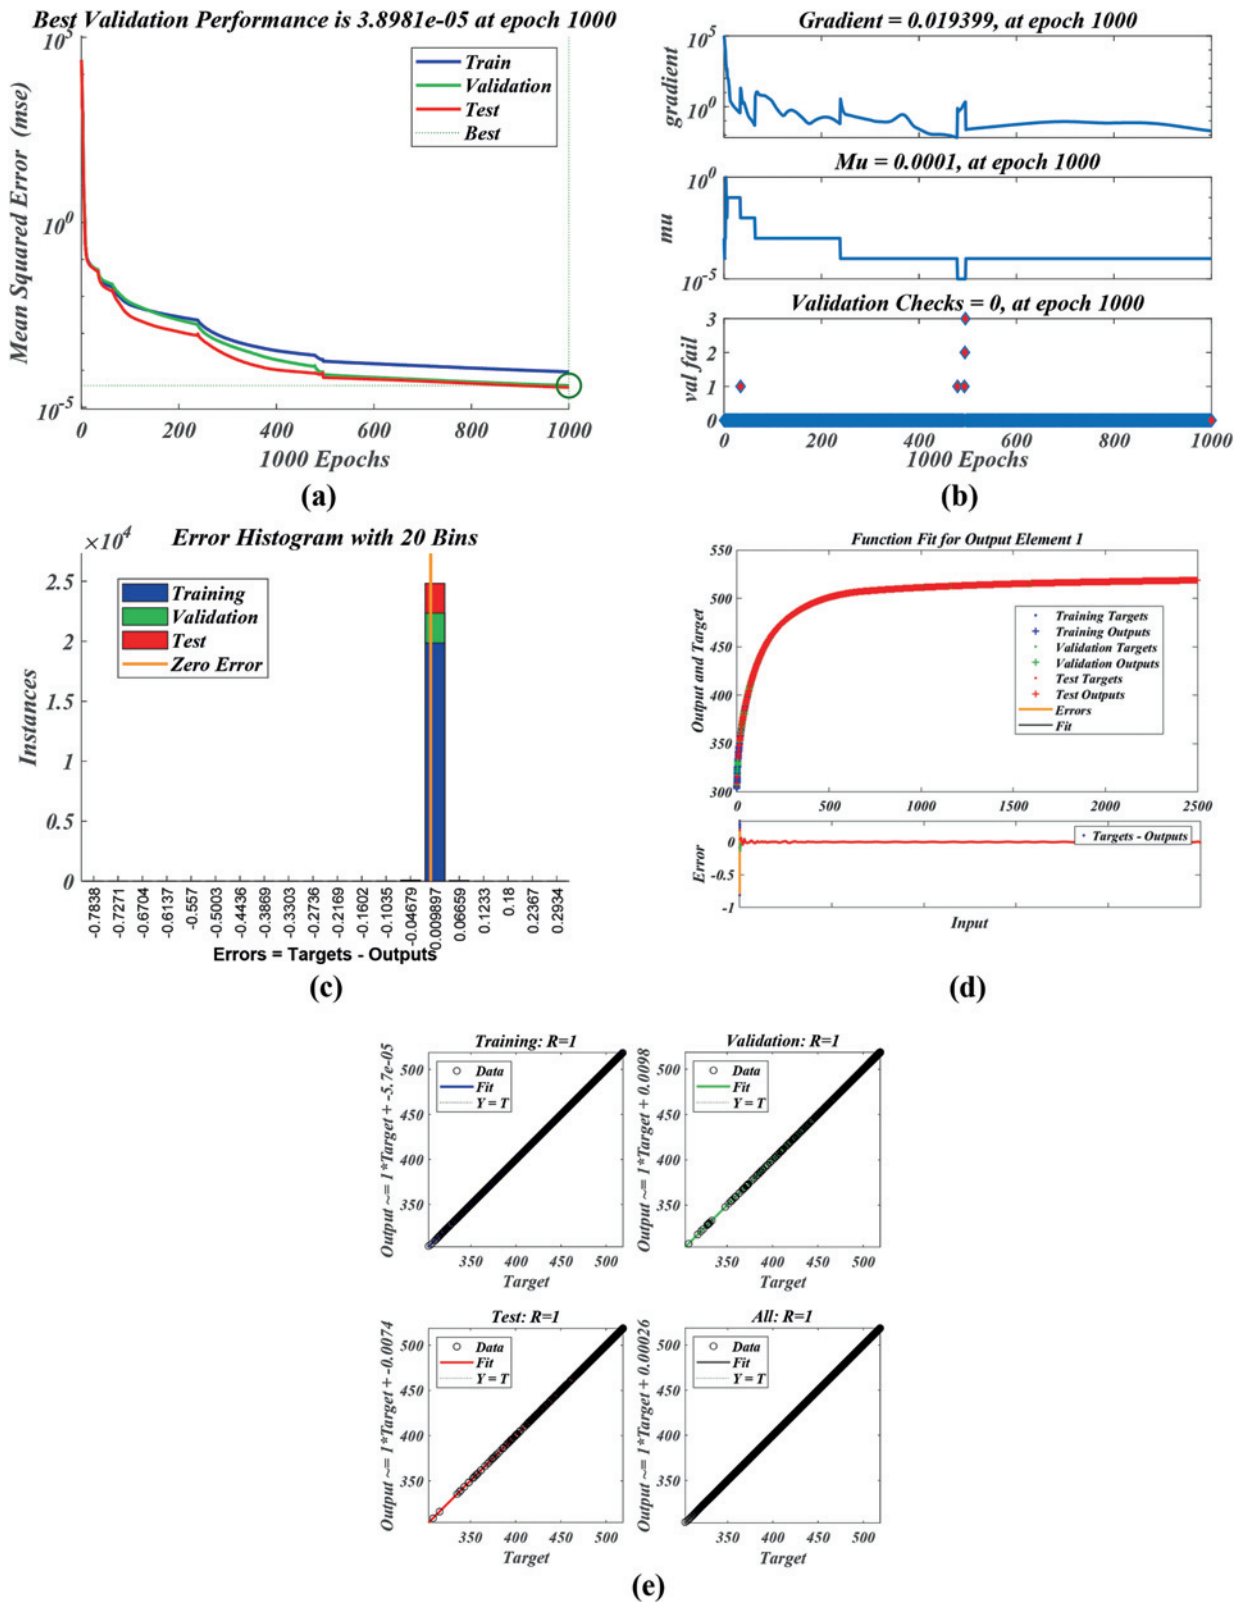 Best Validation Performance is 3.8981e-05 at epoch 1000
Mean Squared Error (mse)
10^5
10^0
10^-5
Train
Validation
Test
Best
0 200 400 600 800 1000
1000 Epochs
(a)
Gradient = 0.019399, at epoch 1000
gradient
10^5
10^0
Mu = 0.0001, at epoch 1000
mu
10^0
10^-5
Validation Checks = 0, at epoch 1000
val fail
3
2
1
0
0 200 400 600 800 1000
1000 Epochs
(b)
Error Histogram with 20 Bins
×10^4
Instances
2.5
2
1.5
1
0.5
0
Training
Validation
Test
Zero Error
-0.7838
-0.7271
-0.6704
-0.6137
-0.557
-0.5003
-0.4436
-0.3869
-0.3303
-0.2736
-0.2169
-0.1602
-0.1035
-0.04679
0.009897
0.06659
0.1233
0.18
0.2367
0.2934
Errors = Targets - Outputs
(c)
Function Fit for Output Element 1
Output and Target
550
500
450
400
350
300
Training Targets
Training Outputs
Validation Targets
Validation Outputs
Test Targets
Test Outputs
Errors
Fit
0 500 1000 1500 2000 2500
Error
0
-0.5
-1
Targets - Outputs
Input
(d)
Training: R=1
Output ~= 1*Target + -5.7e-05
500
450
400
350
Data
Fit
Y = T
350 400 450 500
Target
Validation: R=1
Output ~= 1*Target + 0.0098
500
450
400
350
Data
Fit
Y = T
350 400 450 500
Target
Test: R=1
Output ~= 1*Target + -0.0074
500
450
400
350
Data
Fit
Y = T
350 400 450 500
Target
All: R=1
Output ~= 1*Target + 0.00026
500
450
400
350
Data
Fit
Y = T
350 400 450 500
Target
(e)